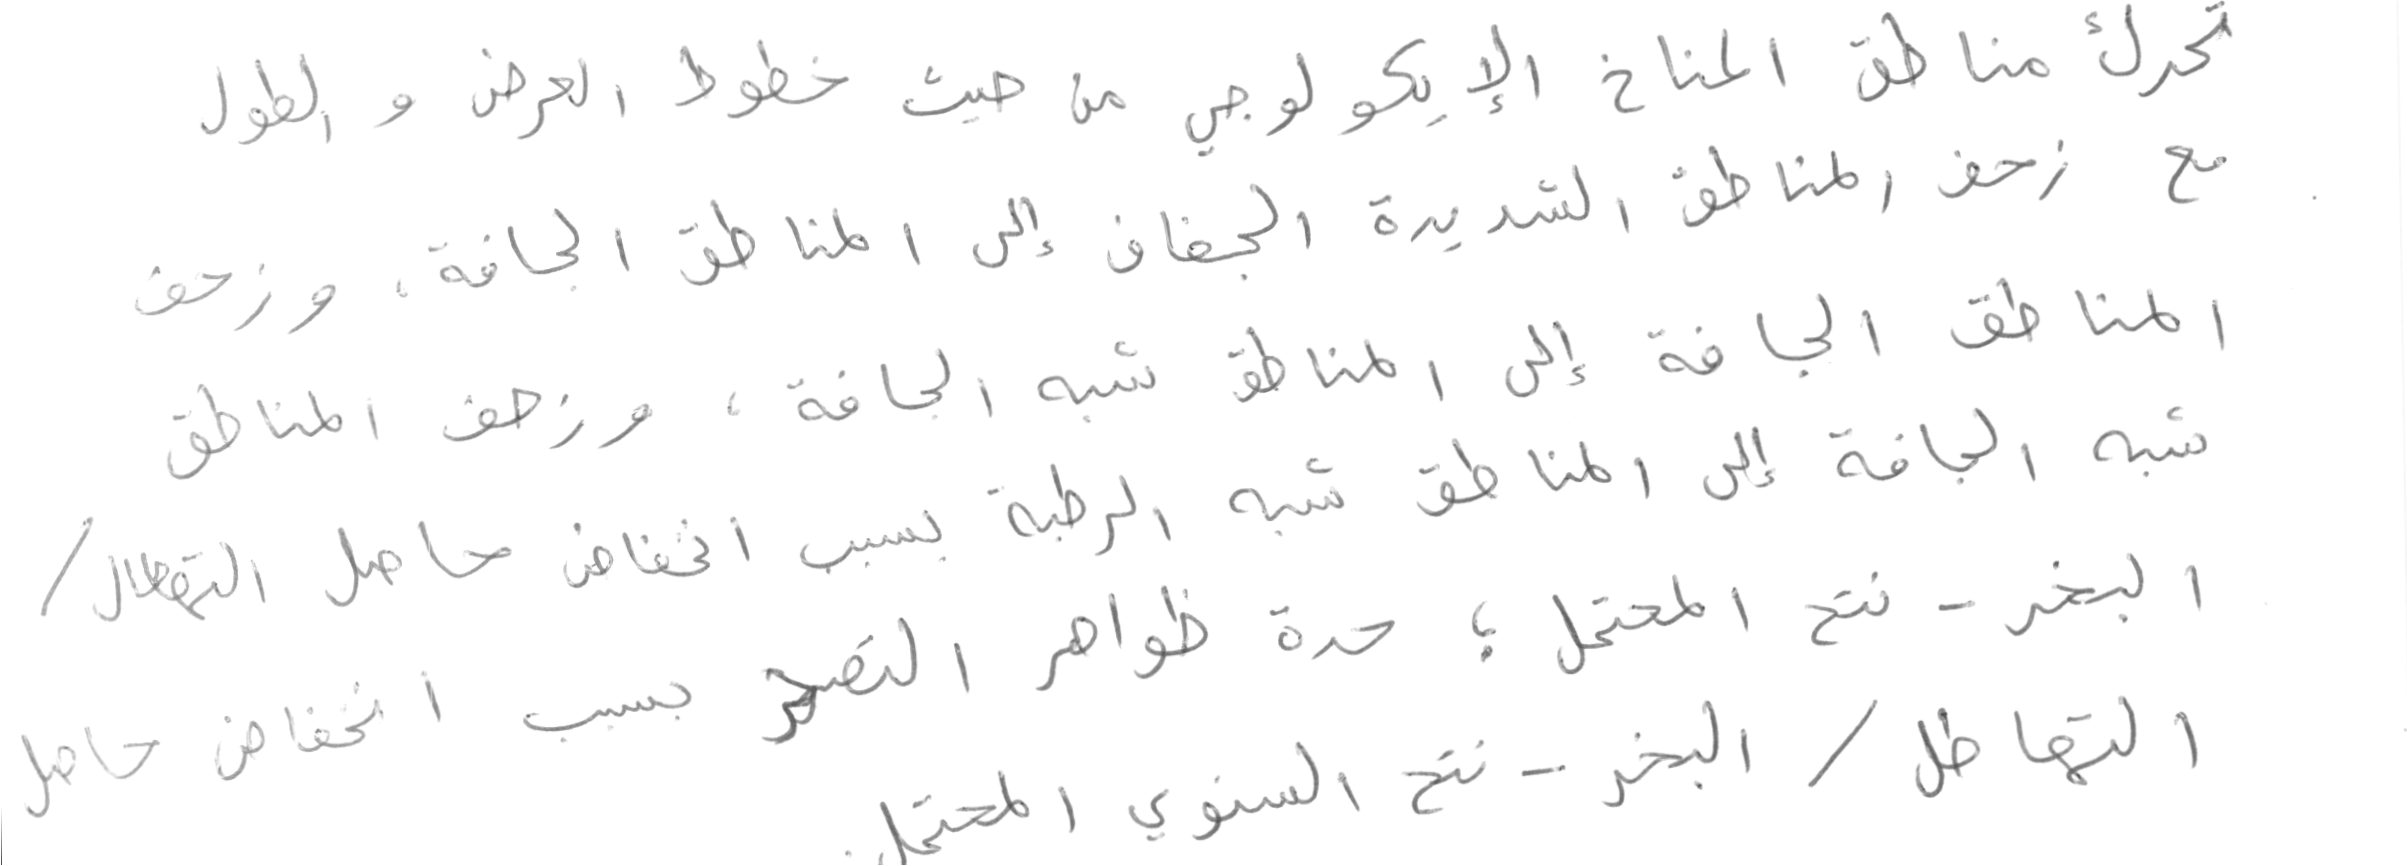 تحرك مناطق المناخ الإيكولوجي من حيث خطوط العرض و الطول
مع زحف المناطق الشديدة الجفاف إلى المناطق الجافة، وزحف
المناطق الجافة إلى المناطق شبه الجافة، وزحف المناطق
شبه الجافة إلى المناطق شبه الرطبة بسبب انخفاض حاصل التهطال/
البخر - نتح المحتمل؛ حدة ظواهر التصحر بسبب انخفاض حاصل
التهاطل/ البخر - نتح السنوي المحتمل.